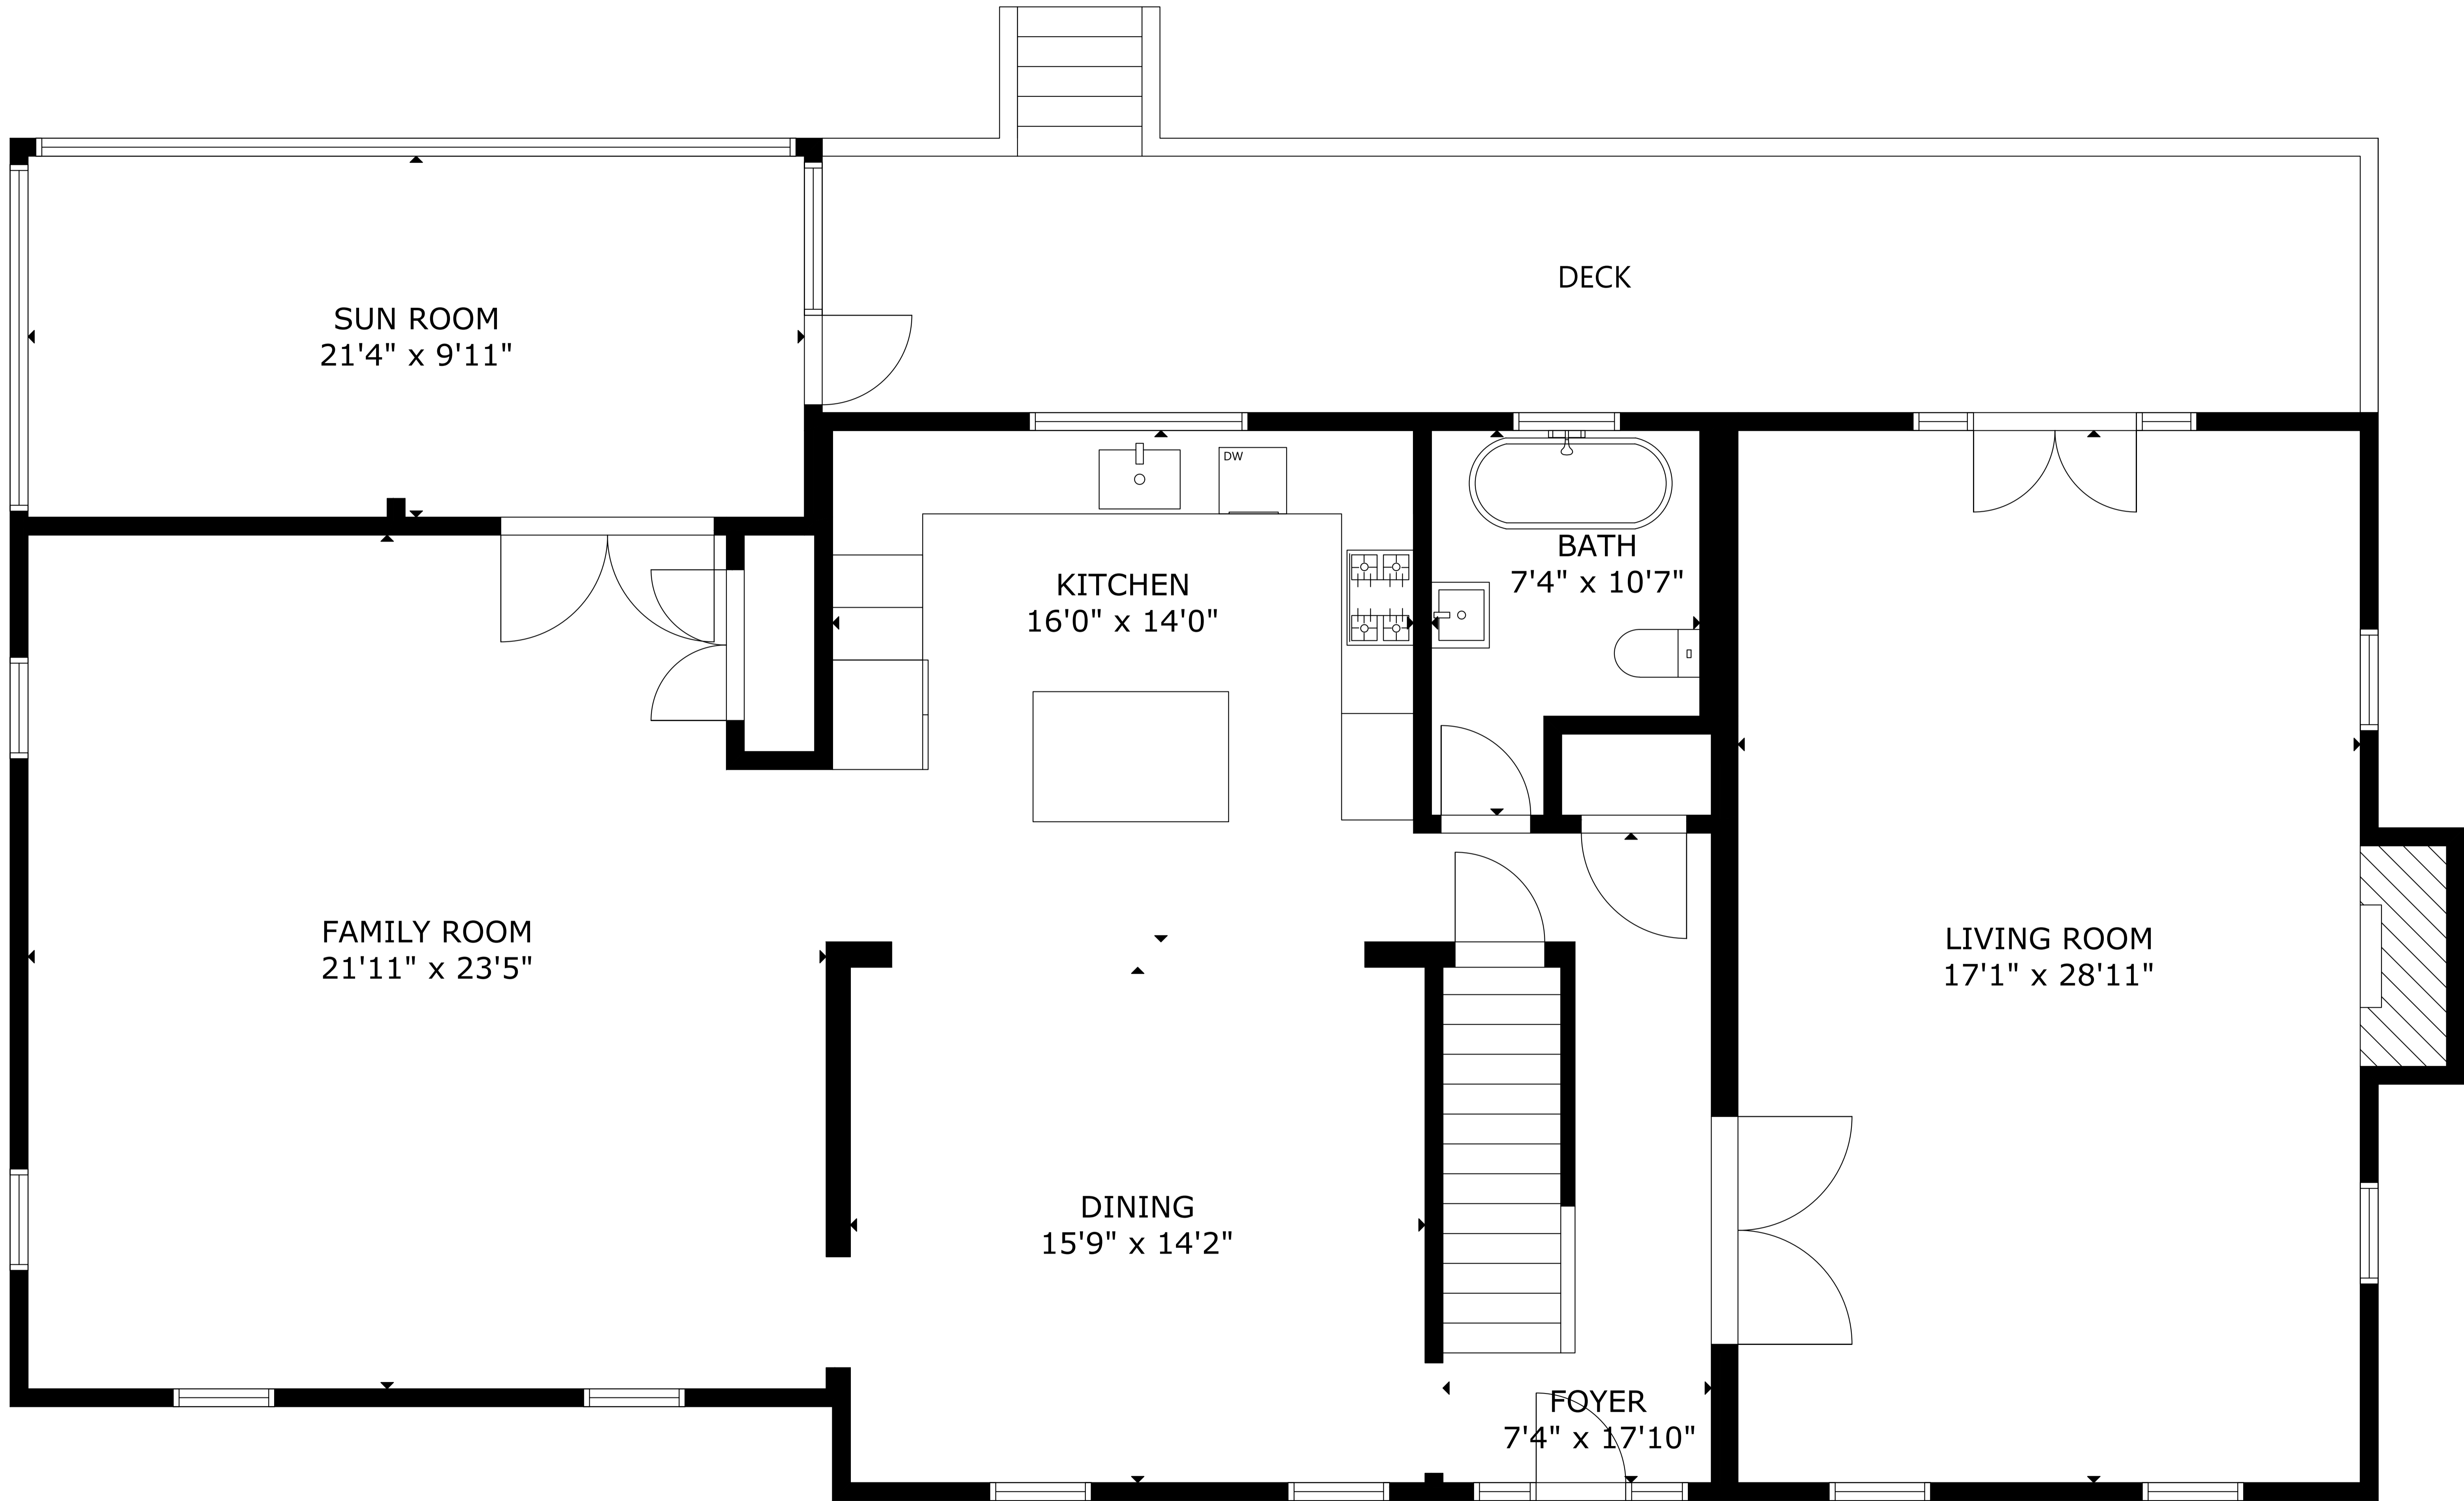 DECK
SUN ROOM
21'4" x 9'11"
DW
KITCHEN
16'0" x 14'0"
BATH
7'4" x 10'7"
FAMILY ROOM
21'11" x 23'5"
LIVING ROOM
17'1" x 28'11"
DINING
15'9" x 14'2"
FOYER
7'4" x 17'10"